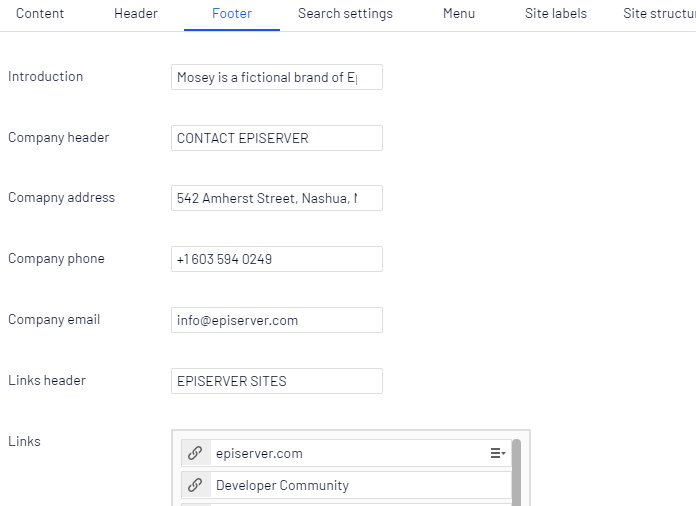 Content Header Footer Search settings Menu Site labels Site structu
Introduction Mosey is a fictional brand of E
Company header CONTACT EPISERVER
Comapny address 542 Amherst Street, Nashua,
Company phone +1 603 594 0249
Company email info@episerver.com
Links header EPISERVER SITES
Links
episerver.com
Developer Community